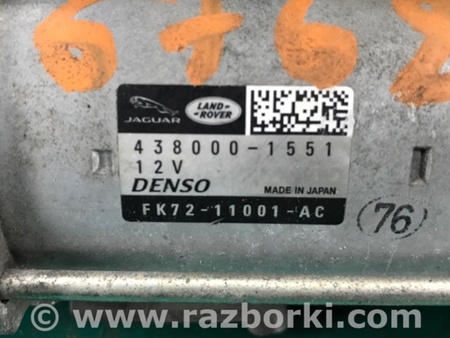 6768
JAGUAR
LAND-
ROVER
438000-1551
12V
DENSO
MADE IN JAPAN
FK72-11001-AC
76
www.razborki.com